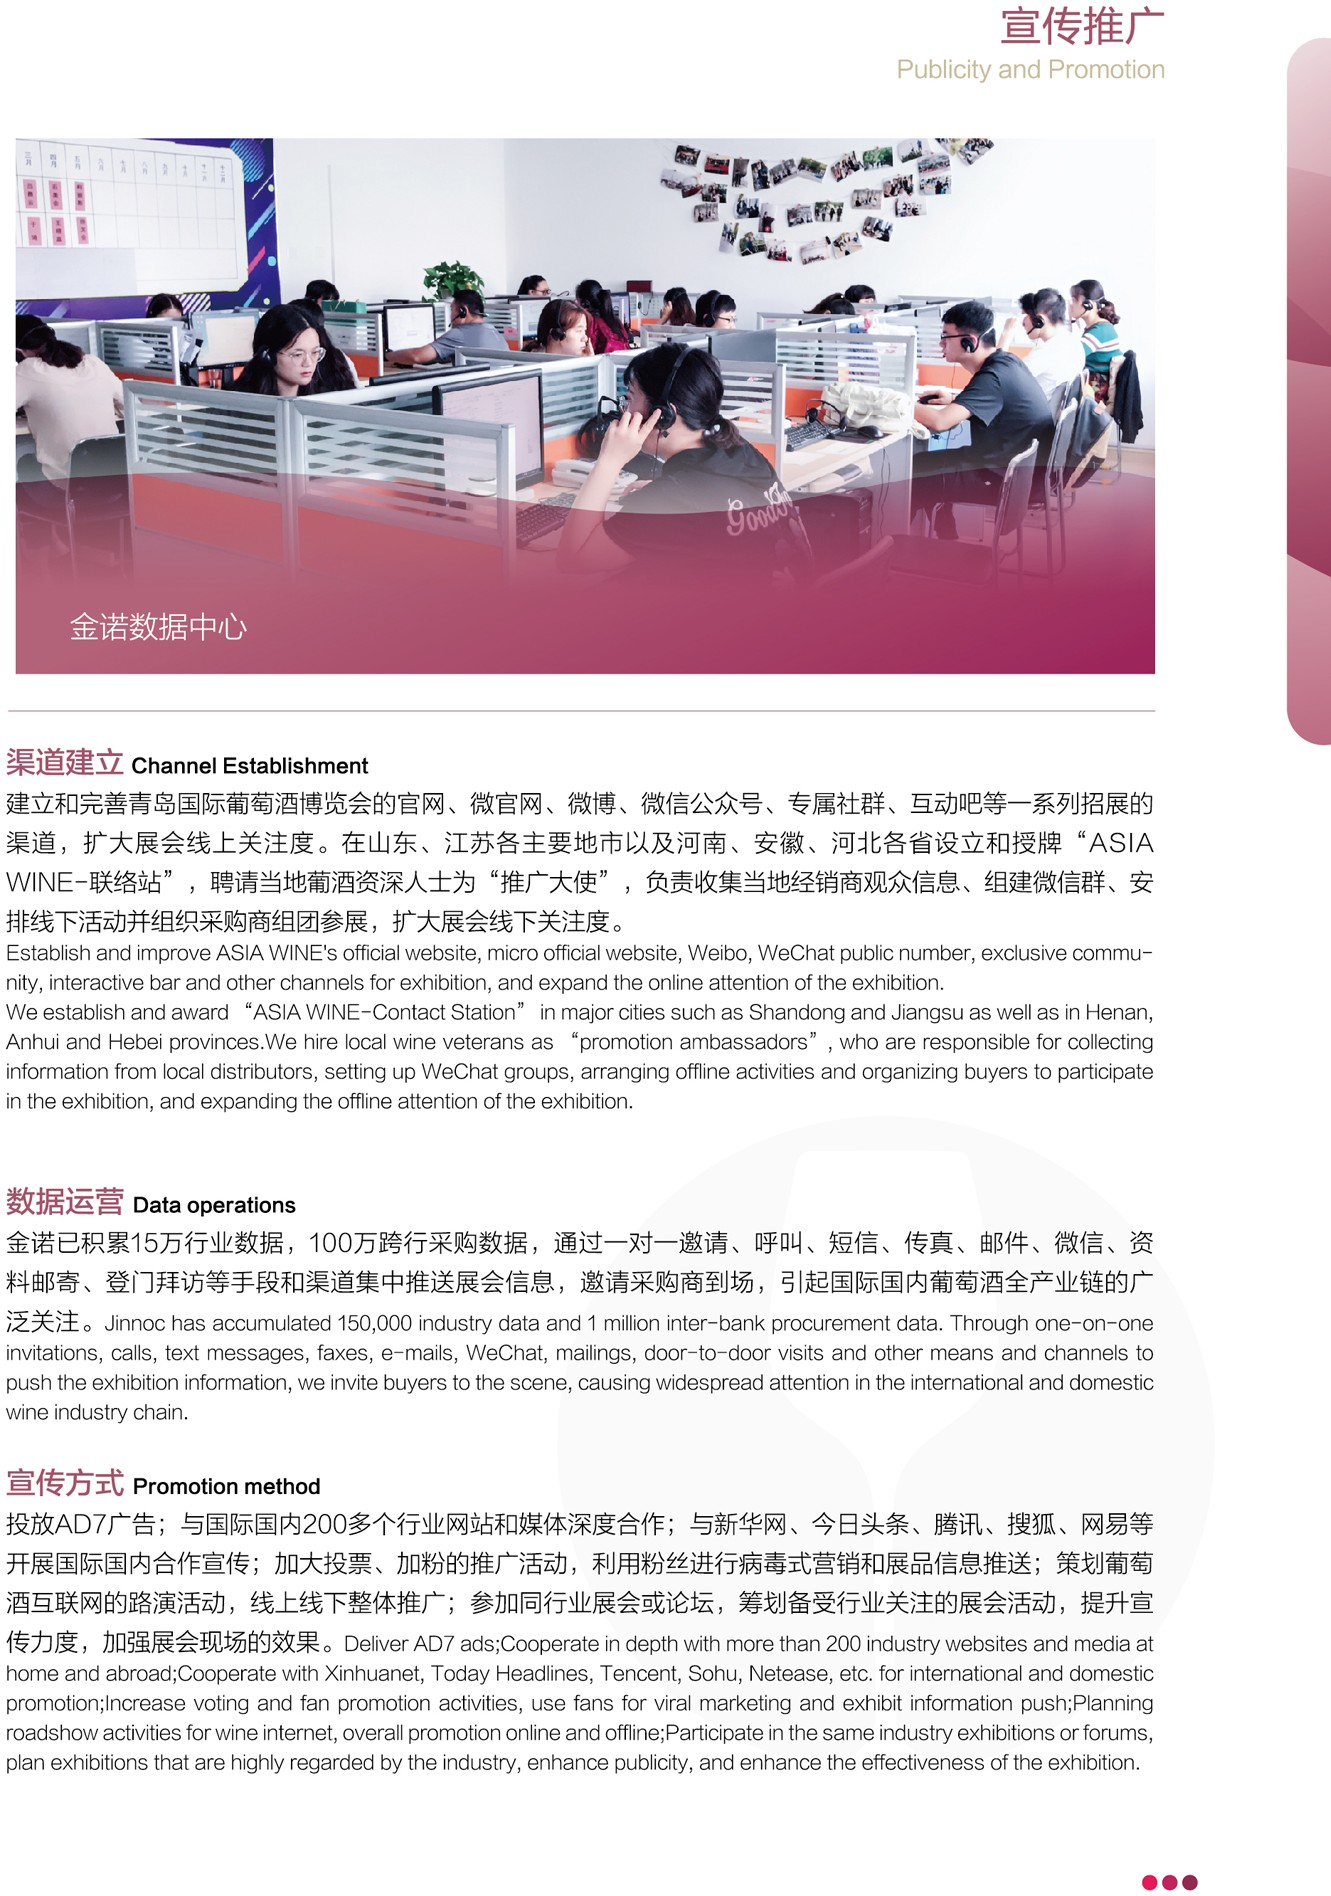 宣传推广
Publicity and Promotion
三月 四月 五月 六月 七月 八月 九月 十月 十一月 十二月
Good
金诺数据中心
渠道建立 Channel Establishment
建立和完善青岛国际葡萄酒博览会的官网、微官网、微博、微信公众号、专属社群、互动吧等一系列招展的
渠道，扩大展会线上关注度。在山东、江苏各主要地市以及河南、安徽、河北各省设立和授牌“ASIA
WINE-联络站”，聘请当地葡酒资深人士为“推广大使”，负责收集当地经销商观众信息、组建微信群、安
排线下活动并组织采购商组团参展，扩大展会线下关注度。
Establish and improve ASIA WINE's official website, micro official website, Weibo, WeChat public number, exclusive commu-
nity, interactive bar and other channels for exhibition, and expand the online attention of the exhibition.
We establish and award “ASIA WINE-Contact Station” in major cities such as Shandong and Jiangsu as well as in Henan,
Anhui and Hebei provinces.We hire local wine veterans as “promotion ambassadors”, who are responsible for collecting
information from local distributors, setting up WeChat groups, arranging offline activities and organizing buyers to participate
in the exhibition, and expanding the offline attention of the exhibition.
数据运营 Data operations
金诺已积累15万行业数据，100万跨行采购数据，通过一对一邀请、呼叫、短信、传真、邮件、微信、资
料邮寄、登门拜访等手段和渠道集中推送展会信息，邀请采购商到场，引起国际国内葡萄酒全产业链的广
泛关注。Jinnoc has accumulated 150,000 industry data and 1 million inter-bank procurement data. Through one-on-one
invitations, calls, text messages, faxes, e-mails, WeChat, mailings, door-to-door visits and other means and channels to
push the exhibition information, we invite buyers to the scene, causing widespread attention in the international and domestic
wine industry chain.
宣传方式 Promotion method
投放AD7广告；与国际国内200多个行业网站和媒体深度合作；与新华网、今日头条、腾讯、搜狐、网易等
开展国际国内合作宣传；加大投票、加粉的推广活动，利用粉丝进行病毒式营销和展品信息推送；策划葡萄
酒互联网的路演活动，线上线下整体推广；参加同行业展会或论坛，筹划备受行业关注的展会活动，提升宣
传力度，加强展会现场的效果。Deliver AD7 ads;Cooperate in depth with more than 200 industry websites and media at
home and abroad;Cooperate with Xinhuanet, Today Headlines, Tencent, Sohu, Netease, etc. for international and domestic
promotion;Increase voting and fan promotion activities, use fans for viral marketing and exhibit information push;Planning
roadshow activities for wine internet, overall promotion online and offline;Participate in the same industry exhibitions or forums,
plan exhibitions that are highly regarded by the industry, enhance publicity, and enhance the effectiveness of the exhibition.